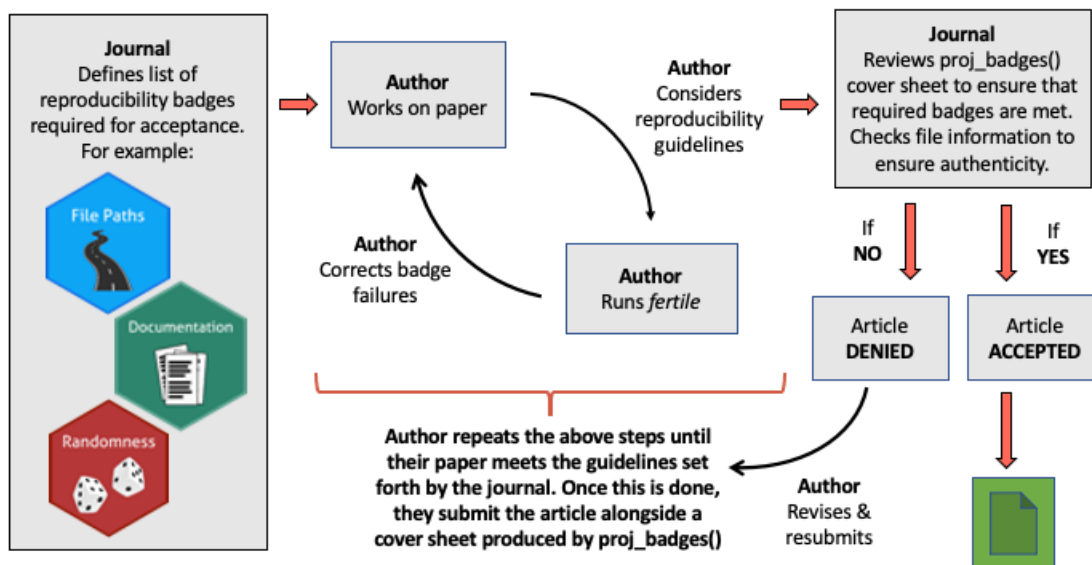 Journal
Defines list of
reproducibility badges
required for acceptance.
For example:
File Paths
Documentation
Randomness
Author
Works on paper
Author
Considers
reproducibility
guidelines
Author
Corrects badge
failures
Author
Runs fertile
Author repeats the above steps until
their paper meets the guidelines set
forth by the journal. Once this is done,
they submit the article alongside a
cover sheet produced by proj_badges()
Journal
Reviews proj_badges()
cover sheet to ensure that
required badges are met.
Checks file information to
ensure authenticity.
If
NO
If
YES
Article
DENIED
Article
ACCEPTED
Author
Revises &
resubmits